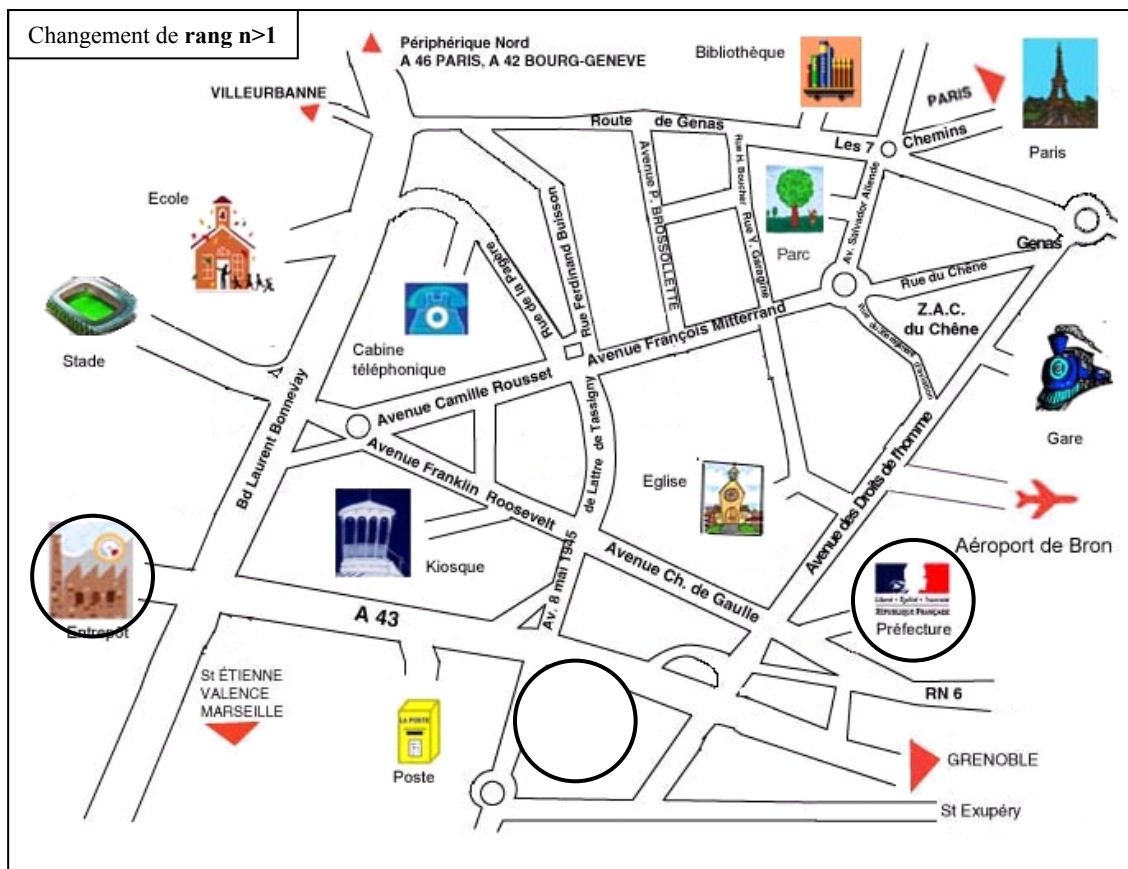 Changement de rang n>1
Périphérique Nord
A 46 PARIS, A 42 BOURG-GENEVE
Bibliothèque
VILLEURBANNE
PARIS
Route de Genas
Les 7 Chemins
Paris
Ecole
Rue H. Boucher
Avenue P. BROSSOLETTE
Parc
Av. Salvador Allende
Rue Ferdinand Buisson
Rue de la Pagère
Rue V. Garagine
Genas
Rue du Chêne
Z.A.C.
du Chêne
Stade
Cabine
téléphonique
Avenue François Mitterrand
Avenue Camille Rousset
de Lattre de Tassigny
Gare
Bd Laurent Bonnevay
Avenue Franklin Roosevelt
Eglise
Avenue des Droits de l'homme
Kiosque
Aéroport de Bron
Av. 8 mai 1945
Avenue Ch. de Gaulle
Entrepôt
A 43
RÉPUBLIQUE FRANÇAISE
Préfecture
St ÉTIENNE
VALENCE
MARSEILLE
RN 6
LA POSTE
Poste
GRENOBLE
St Exupéry